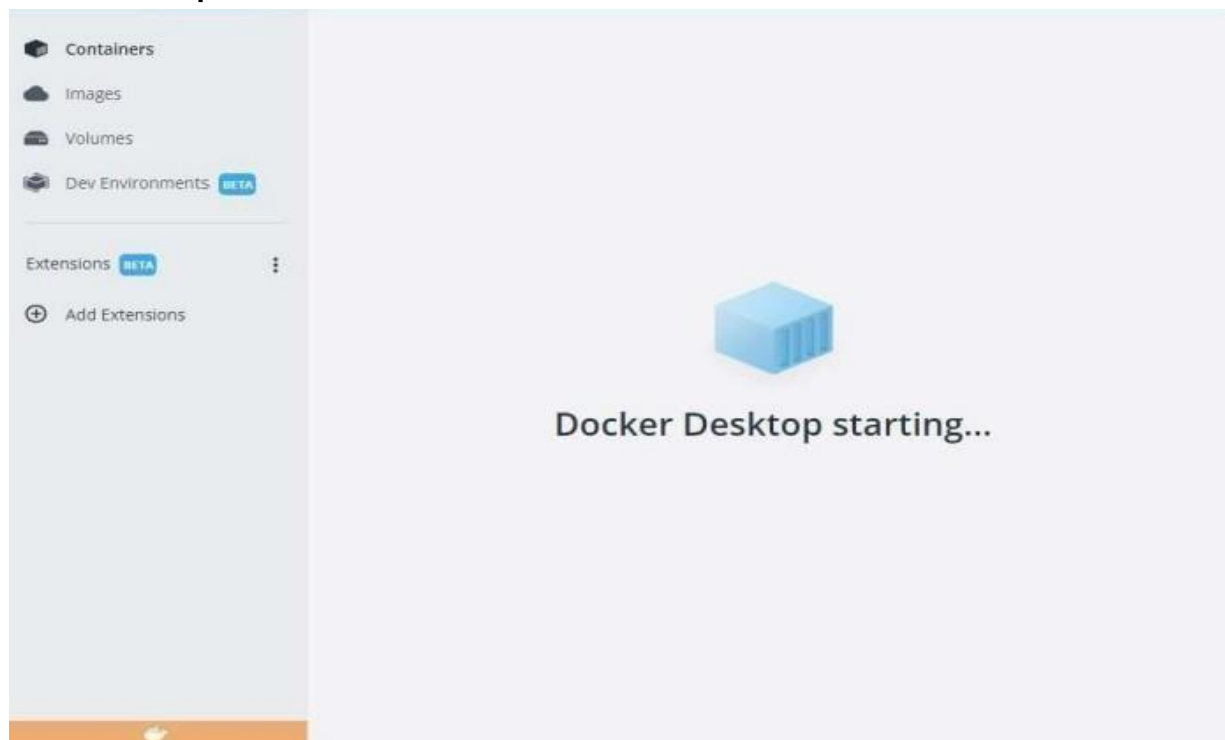 Containers
Images
Volumes
Dev Environments BETA
Extensions BETA
Add Extensions
Docker Desktop starting...